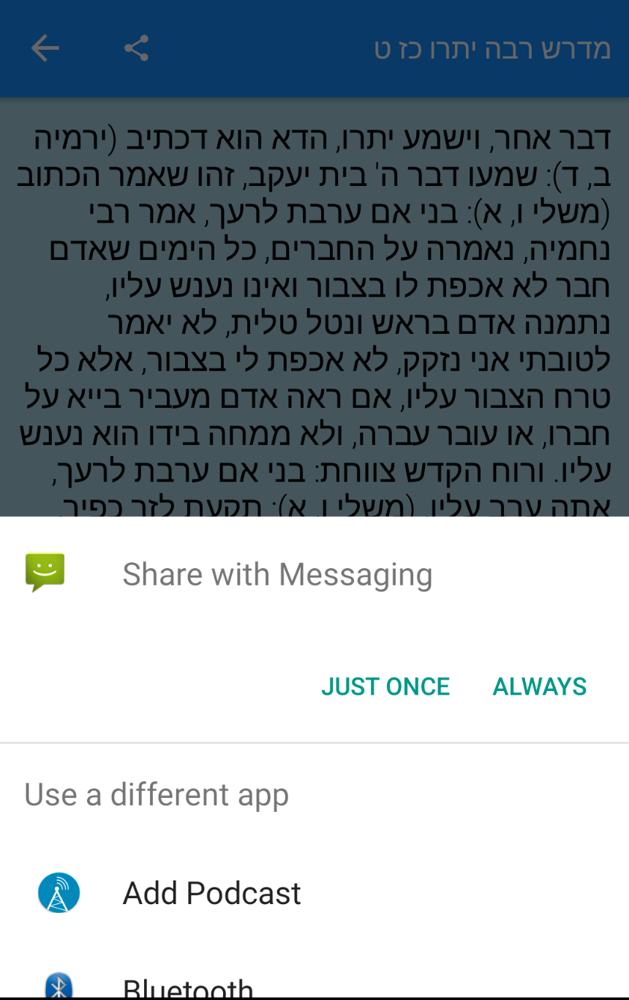 מדרש רבה יתרו כז ט
דבר אחר, וישמע יתרו, הדא הוא דכתיב (ירמיה
ב, ד): שמעו דבר ה' בית יעקב, זהו שאמר הכתוב
(משלי ו, א): בני אם ערבת לרעך, אמר רבי
נחמיה, נאמרה על החברים, כל הימים שאדם
חבר לא אכפת לו בצבור ואינו נענש עליו,
נתמנה אדם בראש ונטל טלית, לא יאמר
לטובתי אני נזקק, לא אכפת לי בצבור, אלא כל
טרח הצבור עליו, אם ראה אדם מעביר בייא על
חברו, או עובר עברה, ולא ממחה בידו הוא נענש
עליו. ורוח הקדש צווחת: בני אם ערבת לרעך,
אתה ערב עליו, (משלי ו, א): תקעת לזר כפיך,
Share with Messaging
JUST ONCE ALWAYS
Use a different app
Add Podcast
Bluetooth